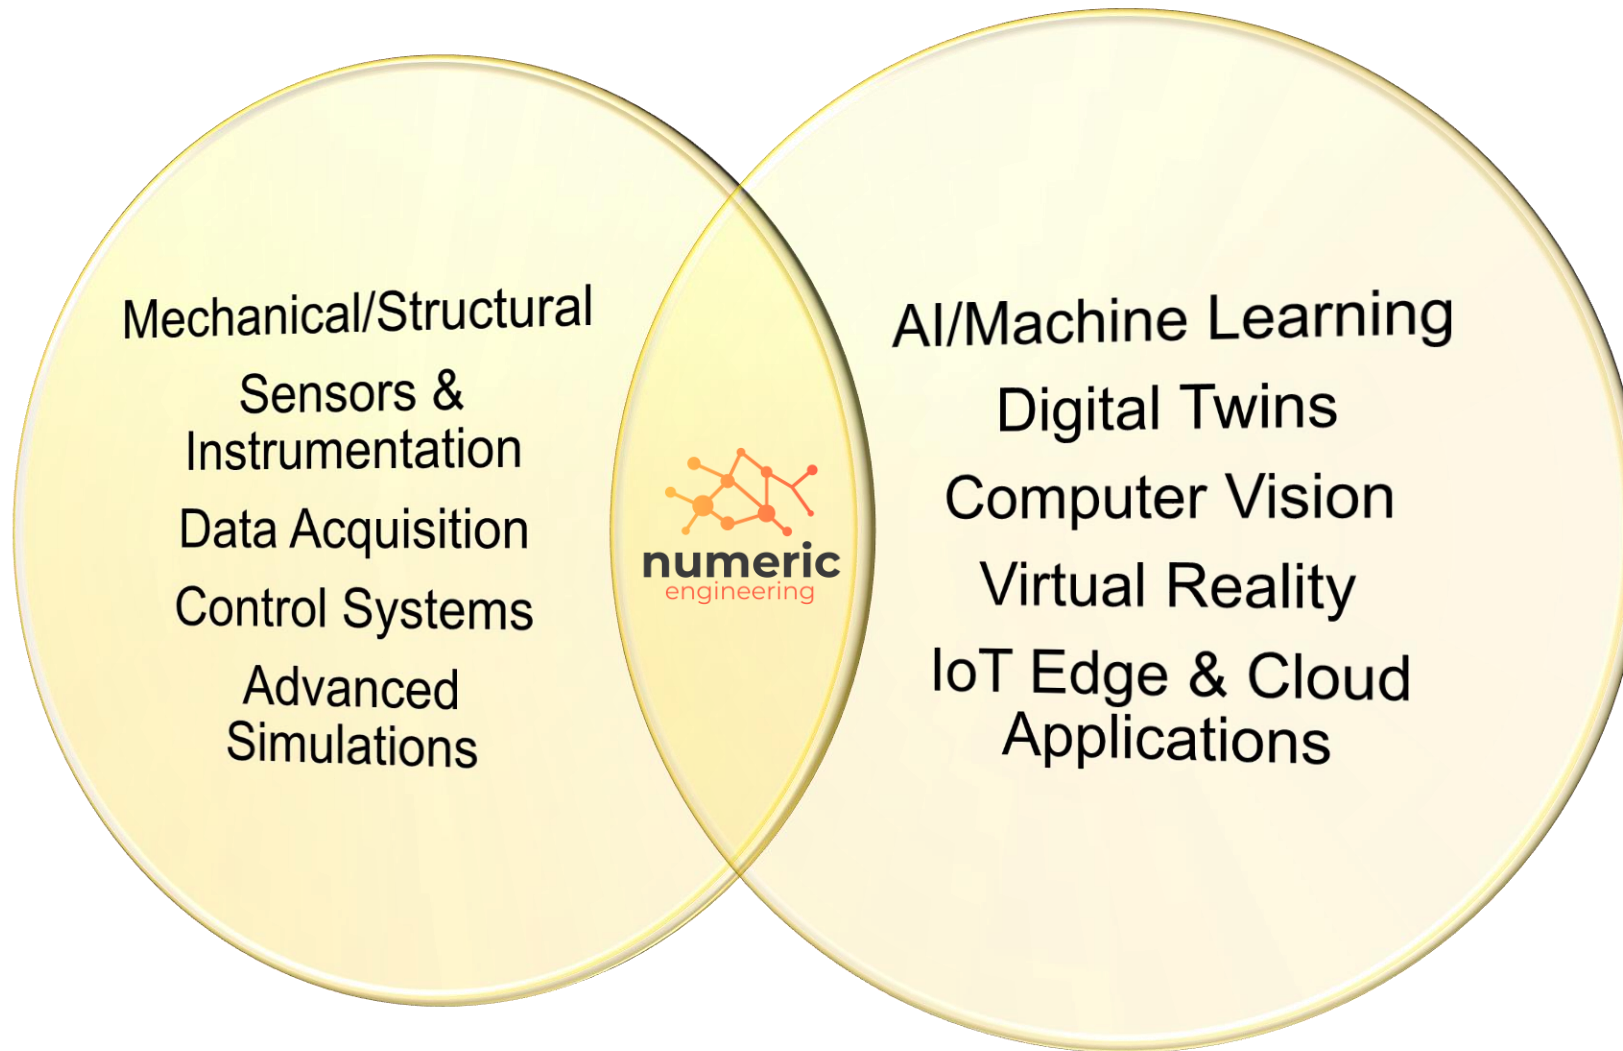 Mechanical/Structural
Sensors &
Instrumentation
Data Acquisition
Control Systems
Advanced
Simulations
numeric
engineering
AI/Machine Learning
Digital Twins
Computer Vision
Virtual Reality
IoT Edge & Cloud
Applications